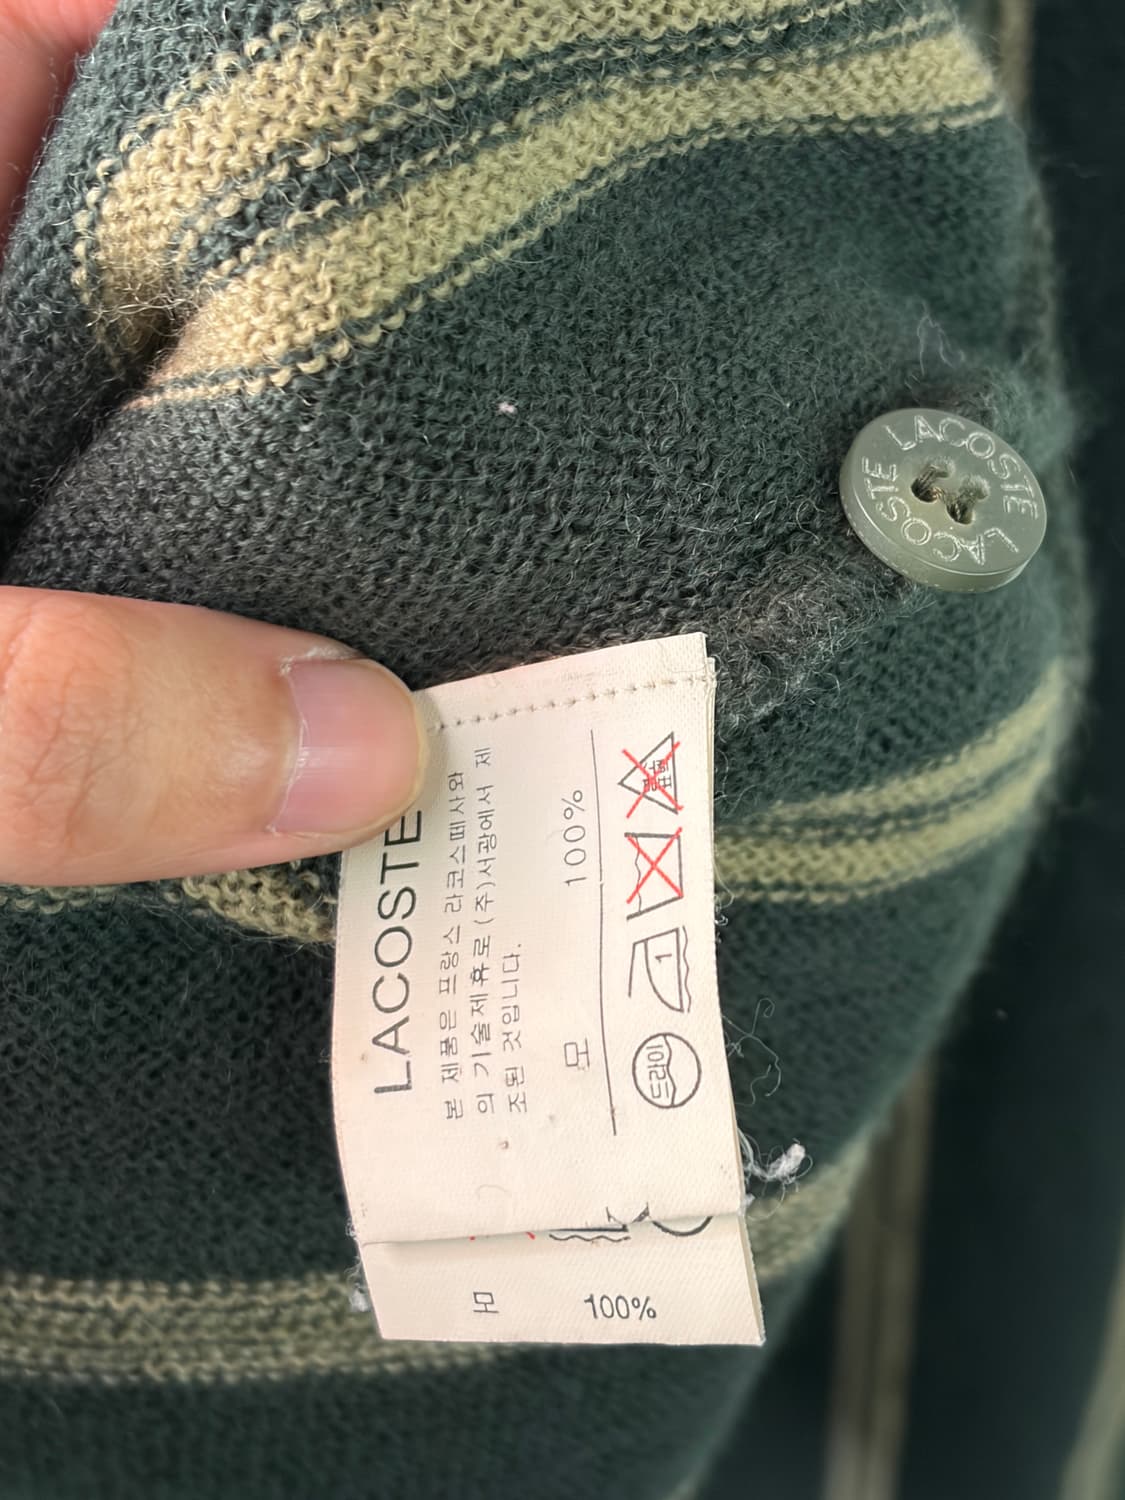 LACOSTE LACOSTE
LACOSTE
본 제품은 프랑스 라코스떼사와
의 기술제휴로 (주)서광에서 제
조된 것입니다.
모 100%
드라이
1
모 100%